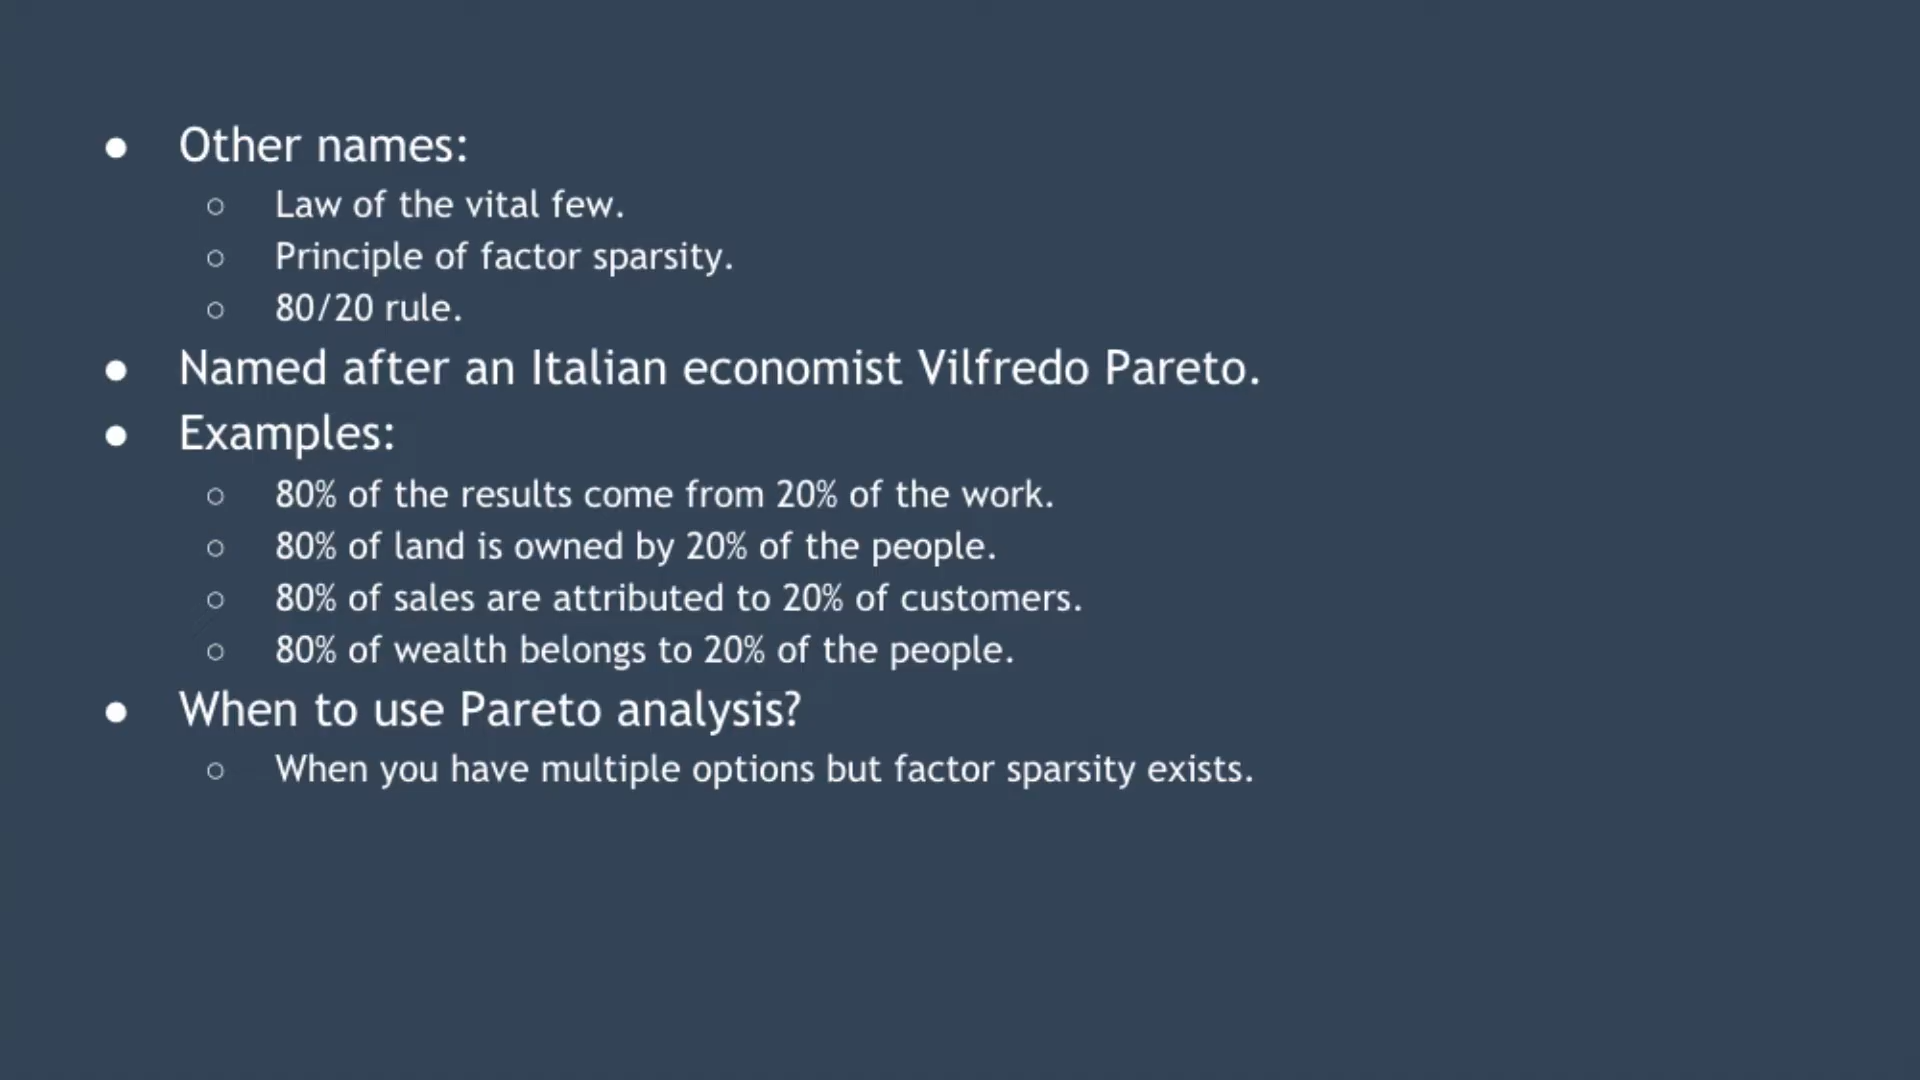 ● Other names:
○ Law of the vital few.
○ Principle of factor sparsity.
○ 80/20 rule.
● Named after an Italian economist Vilfredo Pareto.
● Examples:
○ 80% of the results come from 20% of the work.
○ 80% of land is owned by 20% of the people.
○ 80% of sales are attributed to 20% of customers.
○ 80% of wealth belongs to 20% of the people.
● When to use Pareto analysis?
○ When you have multiple options but factor sparsity exists.